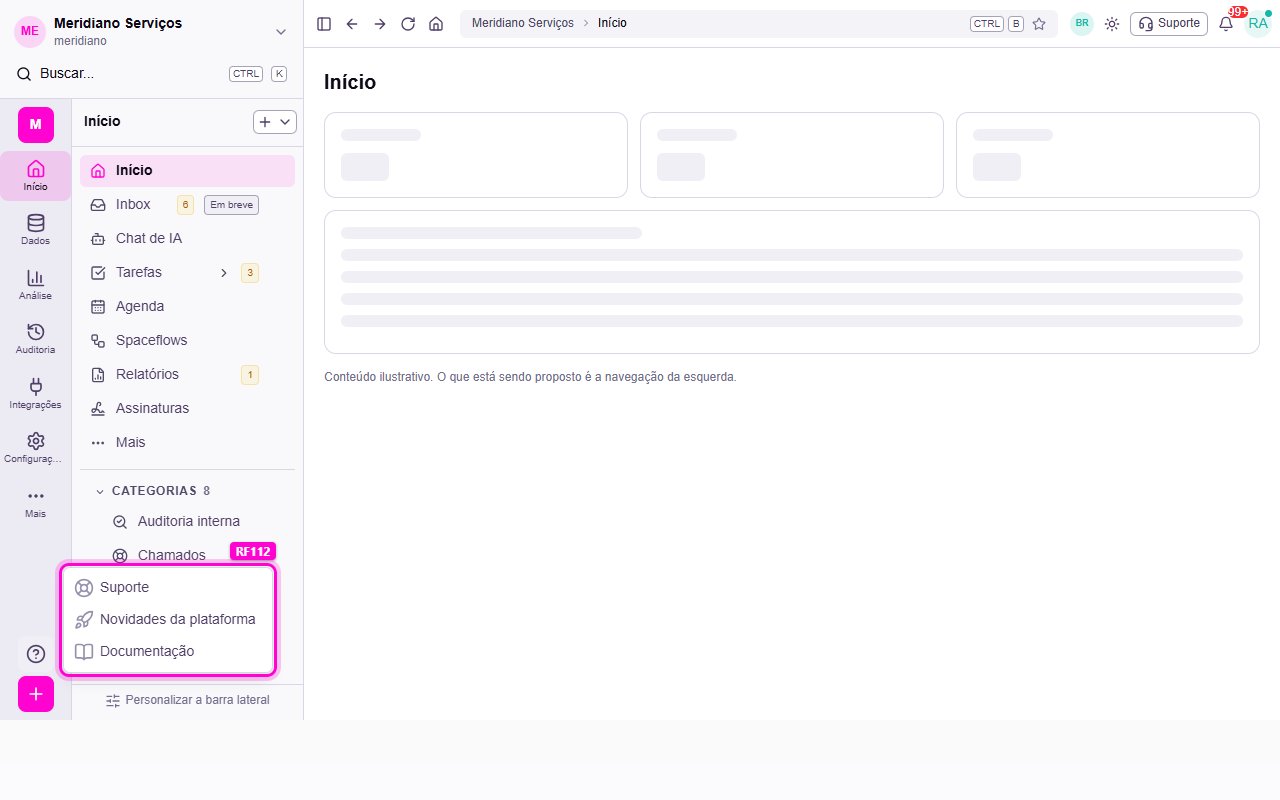 ME
Meridiano Serviços
meridiano
Buscar...
CTRL K
M
Início
Dados
Análise
Auditoria
Integrações
Configuraç...
Mais
Início
Início
Inbox 6 Em breve
Chat de IA
Tarefas 3
Agenda
Spaceflows
Relatórios 1
Assinaturas
Mais
CATEGORIAS 8
Auditoria interna
Chamados
RF112
Suporte
Novidades da plataforma
Documentação
Personalizar a barra lateral
Meridiano Serviços Início
CTRL B
BR
Suporte
99+
RA
Início
Conteúdo ilustrativo. O que está sendo proposto é a navegação da esquerda.